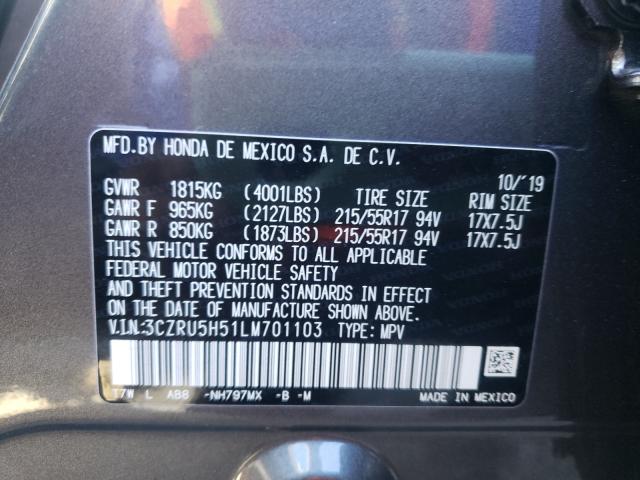 MFD.BY HONDA DE MEXICO S.A. DE C.V.
10/'19
GVWR 1815KG (4001LBS) TIRE SIZE RIM SIZE
GAWR F 965KG (2127LBS) 215/55R17 94V 17X7.5J
GAWR R 850KG (1873LBS) 215/55R17 94V 17X7.5J
THIS VEHICLE CONFORMS TO ALL APPLICABLE
FEDERAL MOTOR VEHICLE SAFETY
AND THEFT PREVENTION STANDARDS IN EFFECT
ON THE DATE OF MANUFACTURE SHOWN ABOVE.
V.I.N.:3CZRU5H51LM701103 TYPE: MPV
T7W L AB8 -NH797MX -B -M
MADE IN MEXICO